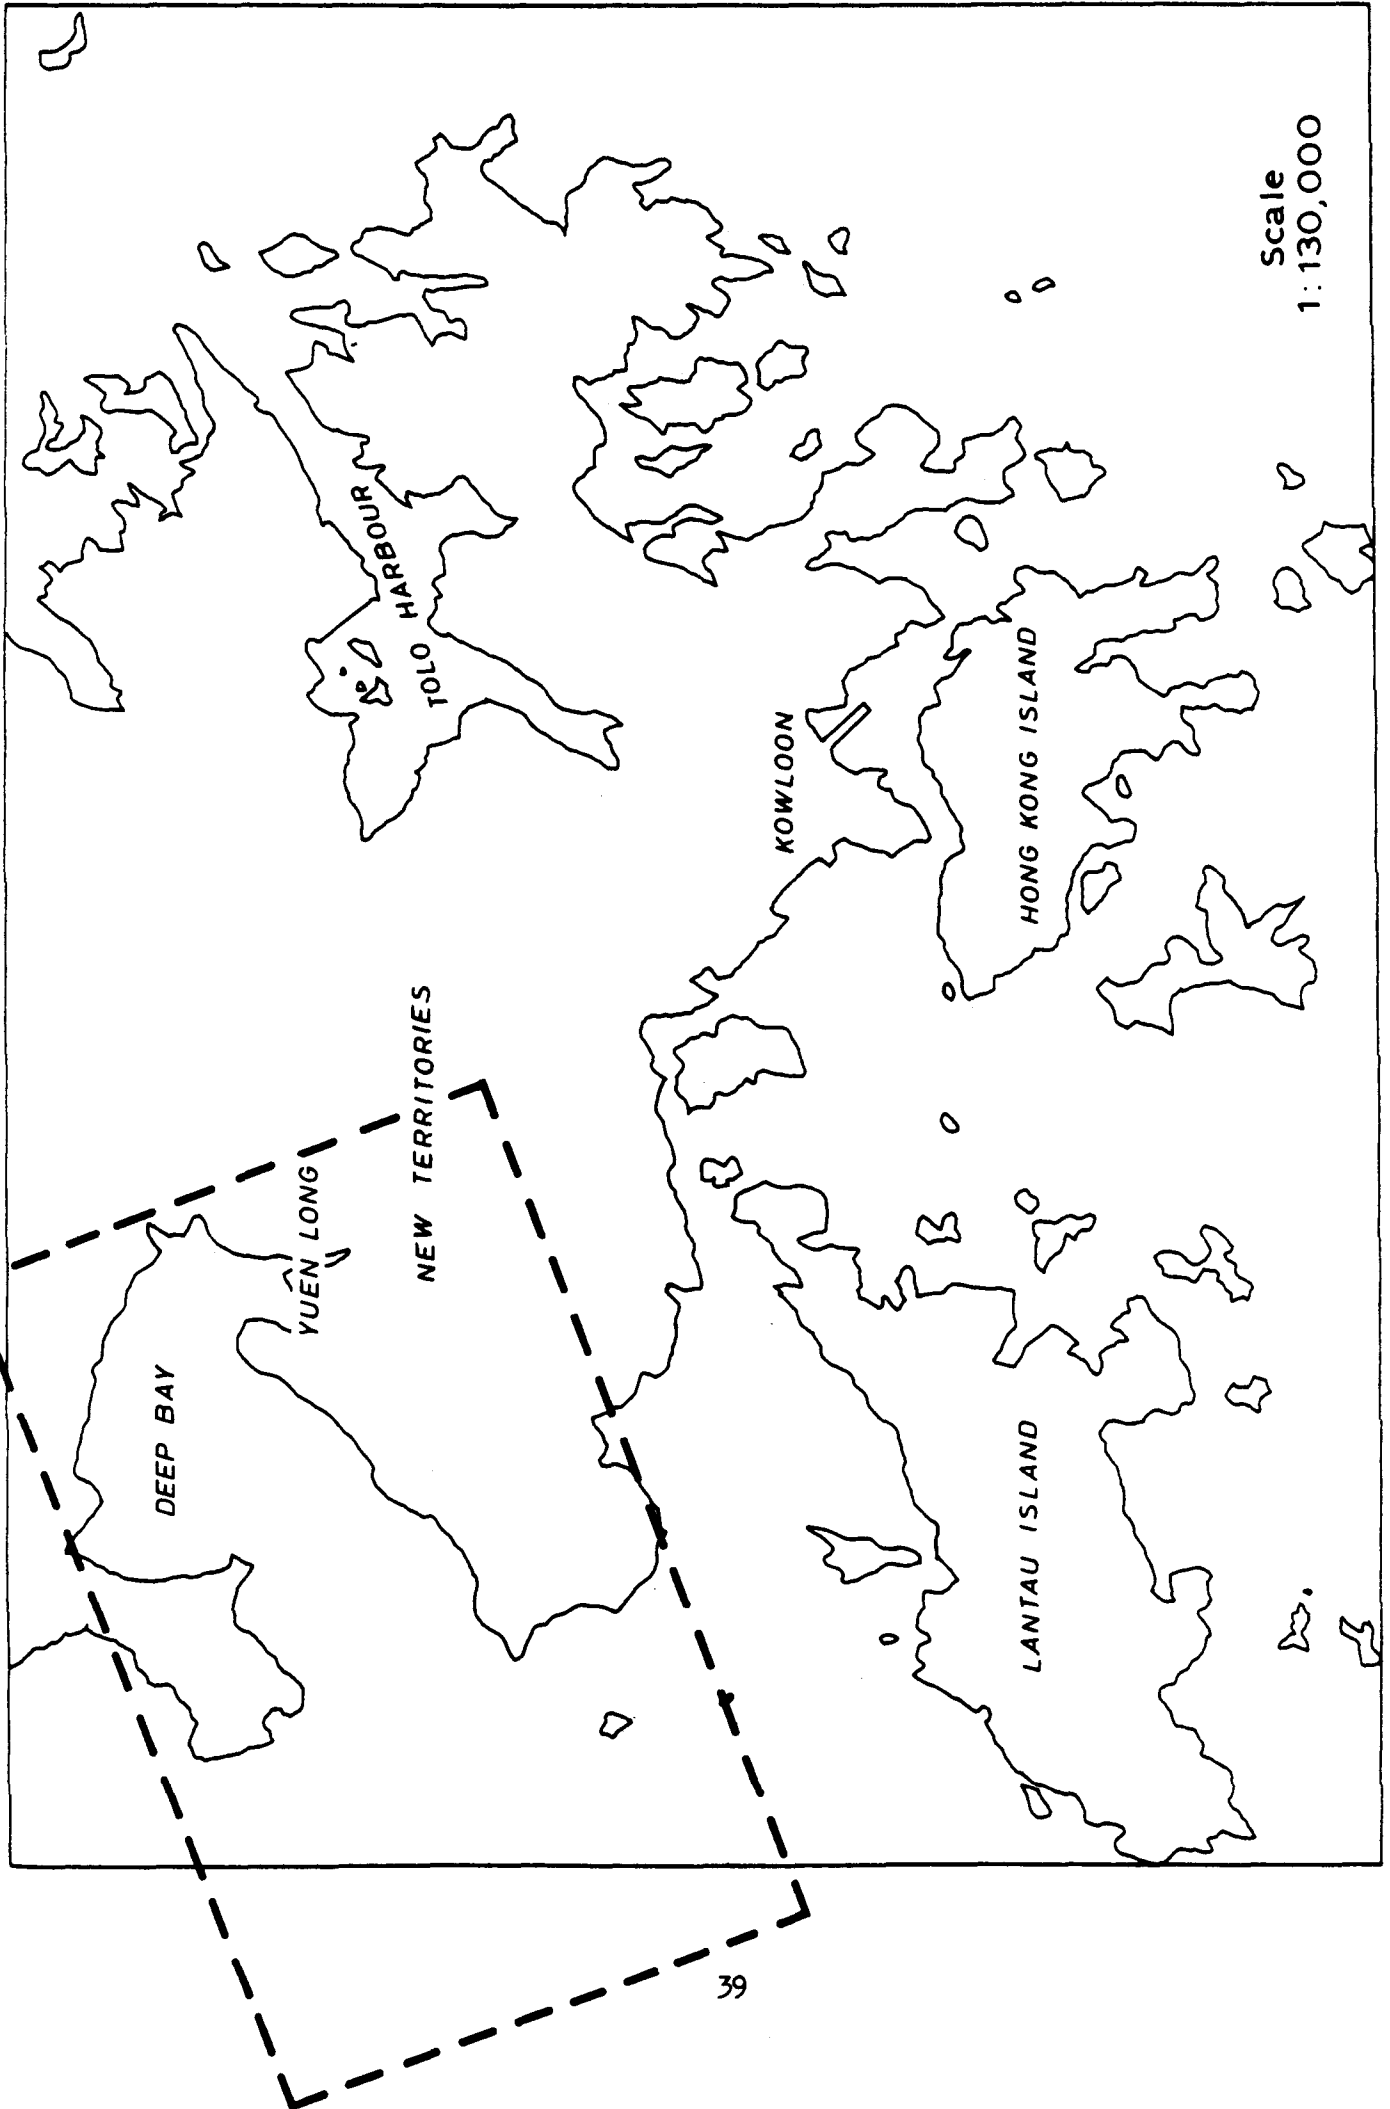 DEEP BAY
YUEN LONG
NEW TERRITORIES
TOLO HARBOUR
KOWLOON
HONG KONG ISLAND
LANTAU ISLAND
Scale
1:130,000
39